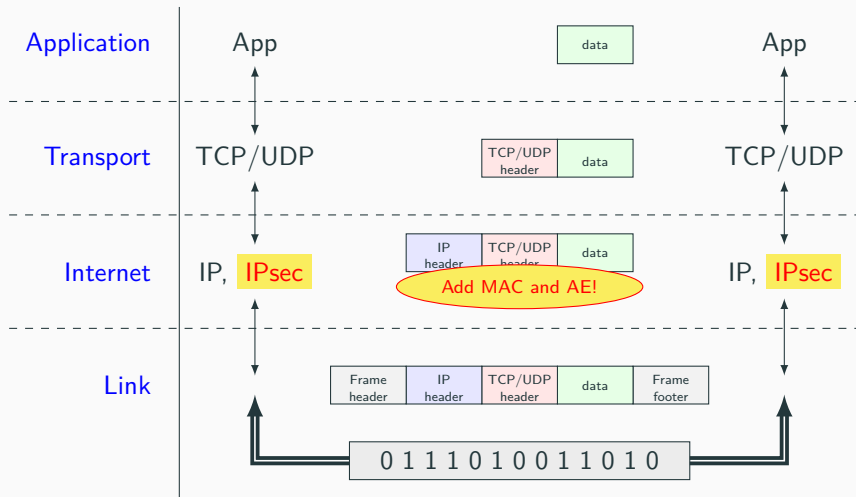 Application App data App
Transport TCP/UDP TCP/UDP header data TCP/UDP
Internet IP, IPsec IP header TCP/UDP header data IP, IPsec
Add MAC and AE!
Link Frame header IP header TCP/UDP header data Frame footer
0 1 1 1 0 1 0 0 1 1 0 1 0